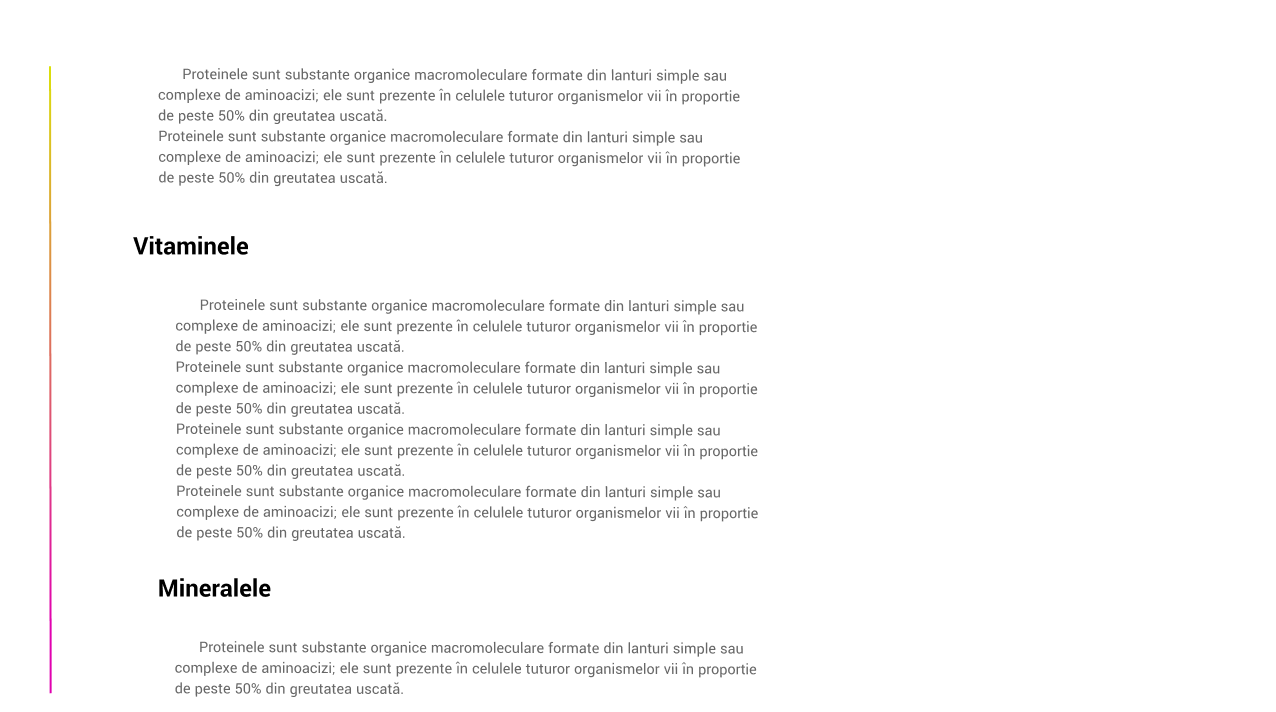 Proteinele sunt substante organice macromoleculare formate din lanturi simple sau
complexe de aminoacizi; ele sunt prezente în celulele tuturor organismelor vii în proportie
de peste 50% din greutatea uscată.
Proteinele sunt substante organice macromoleculare formate din lanturi simple sau
complexe de aminoacizi; ele sunt prezente în celulele tuturor organismelor vii în proportie
de peste 50% din greutatea uscată.
Vitaminele
Proteinele sunt substante organice macromoleculare formate din lanturi simple sau
complexe de aminoacizi; ele sunt prezente în celulele tuturor organismelor vii în proportie
de peste 50% din greutatea uscată.
Proteinele sunt substante organice macromoleculare formate din lanturi simple sau
complexe de aminoacizi; ele sunt prezente în celulele tuturor organismelor vii în proportie
de peste 50% din greutatea uscată.
Proteinele sunt substante organice macromoleculare formate din lanturi simple sau
complexe de aminoacizi; ele sunt prezente în celulele tuturor organismelor vii în proportie
de peste 50% din greutatea uscată.
Proteinele sunt substante organice macromoleculare formate din lanturi simple sau
complexe de aminoacizi; ele sunt prezente în celulele tuturor organismelor vii în proportie
de peste 50% din greutatea uscată.
Mineralele
Proteinele sunt substante organice macromoleculare formate din lanturi simple sau
complexe de aminoacizi; ele sunt prezente în celulele tuturor organismelor vii în proportie
de peste 50% din greutatea uscată.